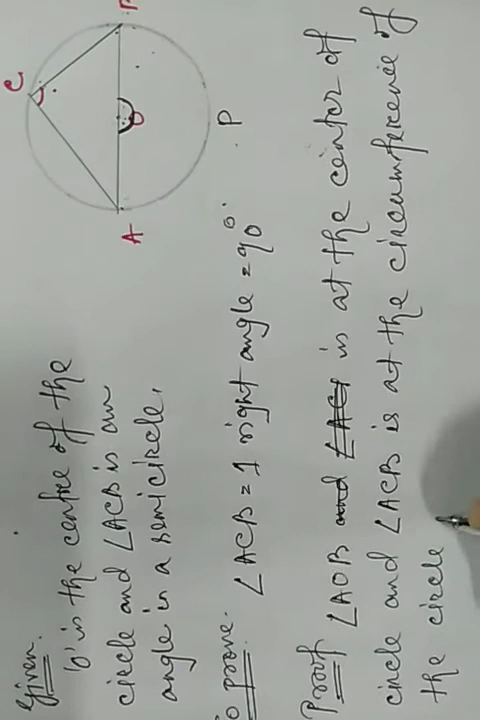 Given.
'O' is the centre of the
circle and ∠ACB is an
angle in a semicircle.
To prove. ∠ACB = 1 right angle = 90°.
Proof ∠AOB is at the center of
circle and ∠ACB is at the circumference of
the circle
C
A
O
B
P